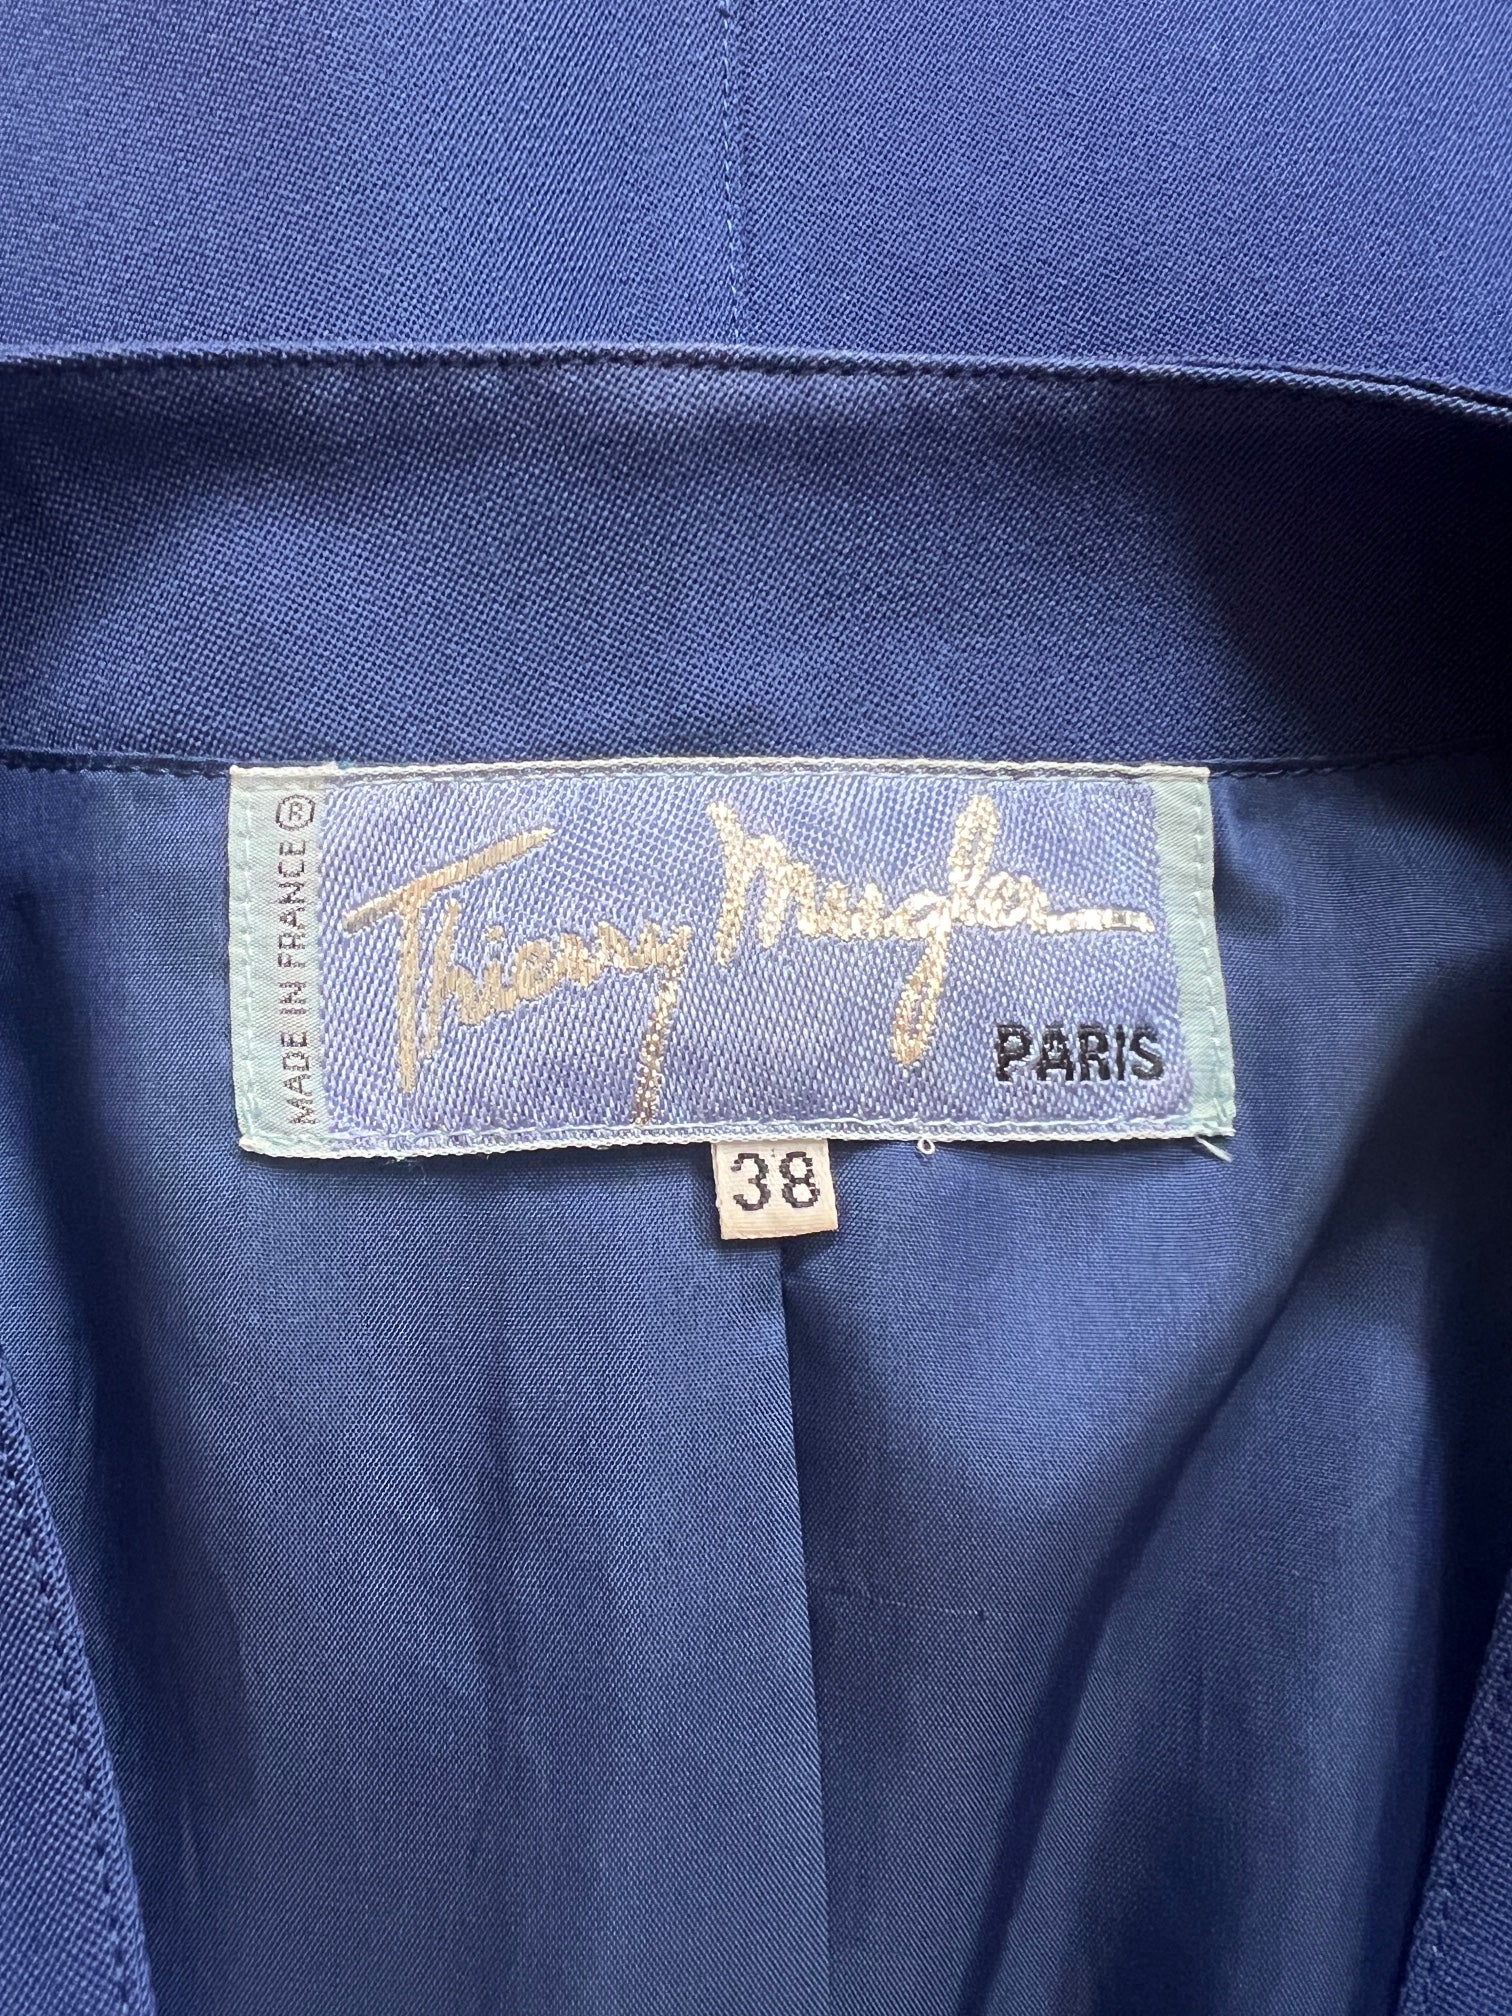 MADE IN FRANCE ®
Thierry Mugler
PARIS
38